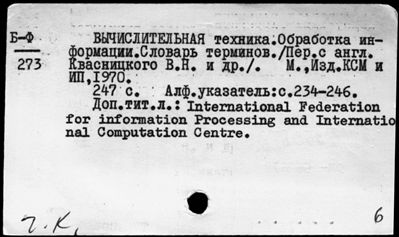 Б-Ф
273
ВЫЧИСЛИТЕЛЬНАЯ техника.Обработка ин-
формации.Словарь терминов./Пер.с англ.
Квасницкого В.Н. и др./. М.,Изд.КСМ и
ИП,1970.
247 с. Алф.указатель:с.234-246.
Доп.тит.л.: International Federation
for information Processing and Internatio
nal Computation Centre.
Т.К,
6